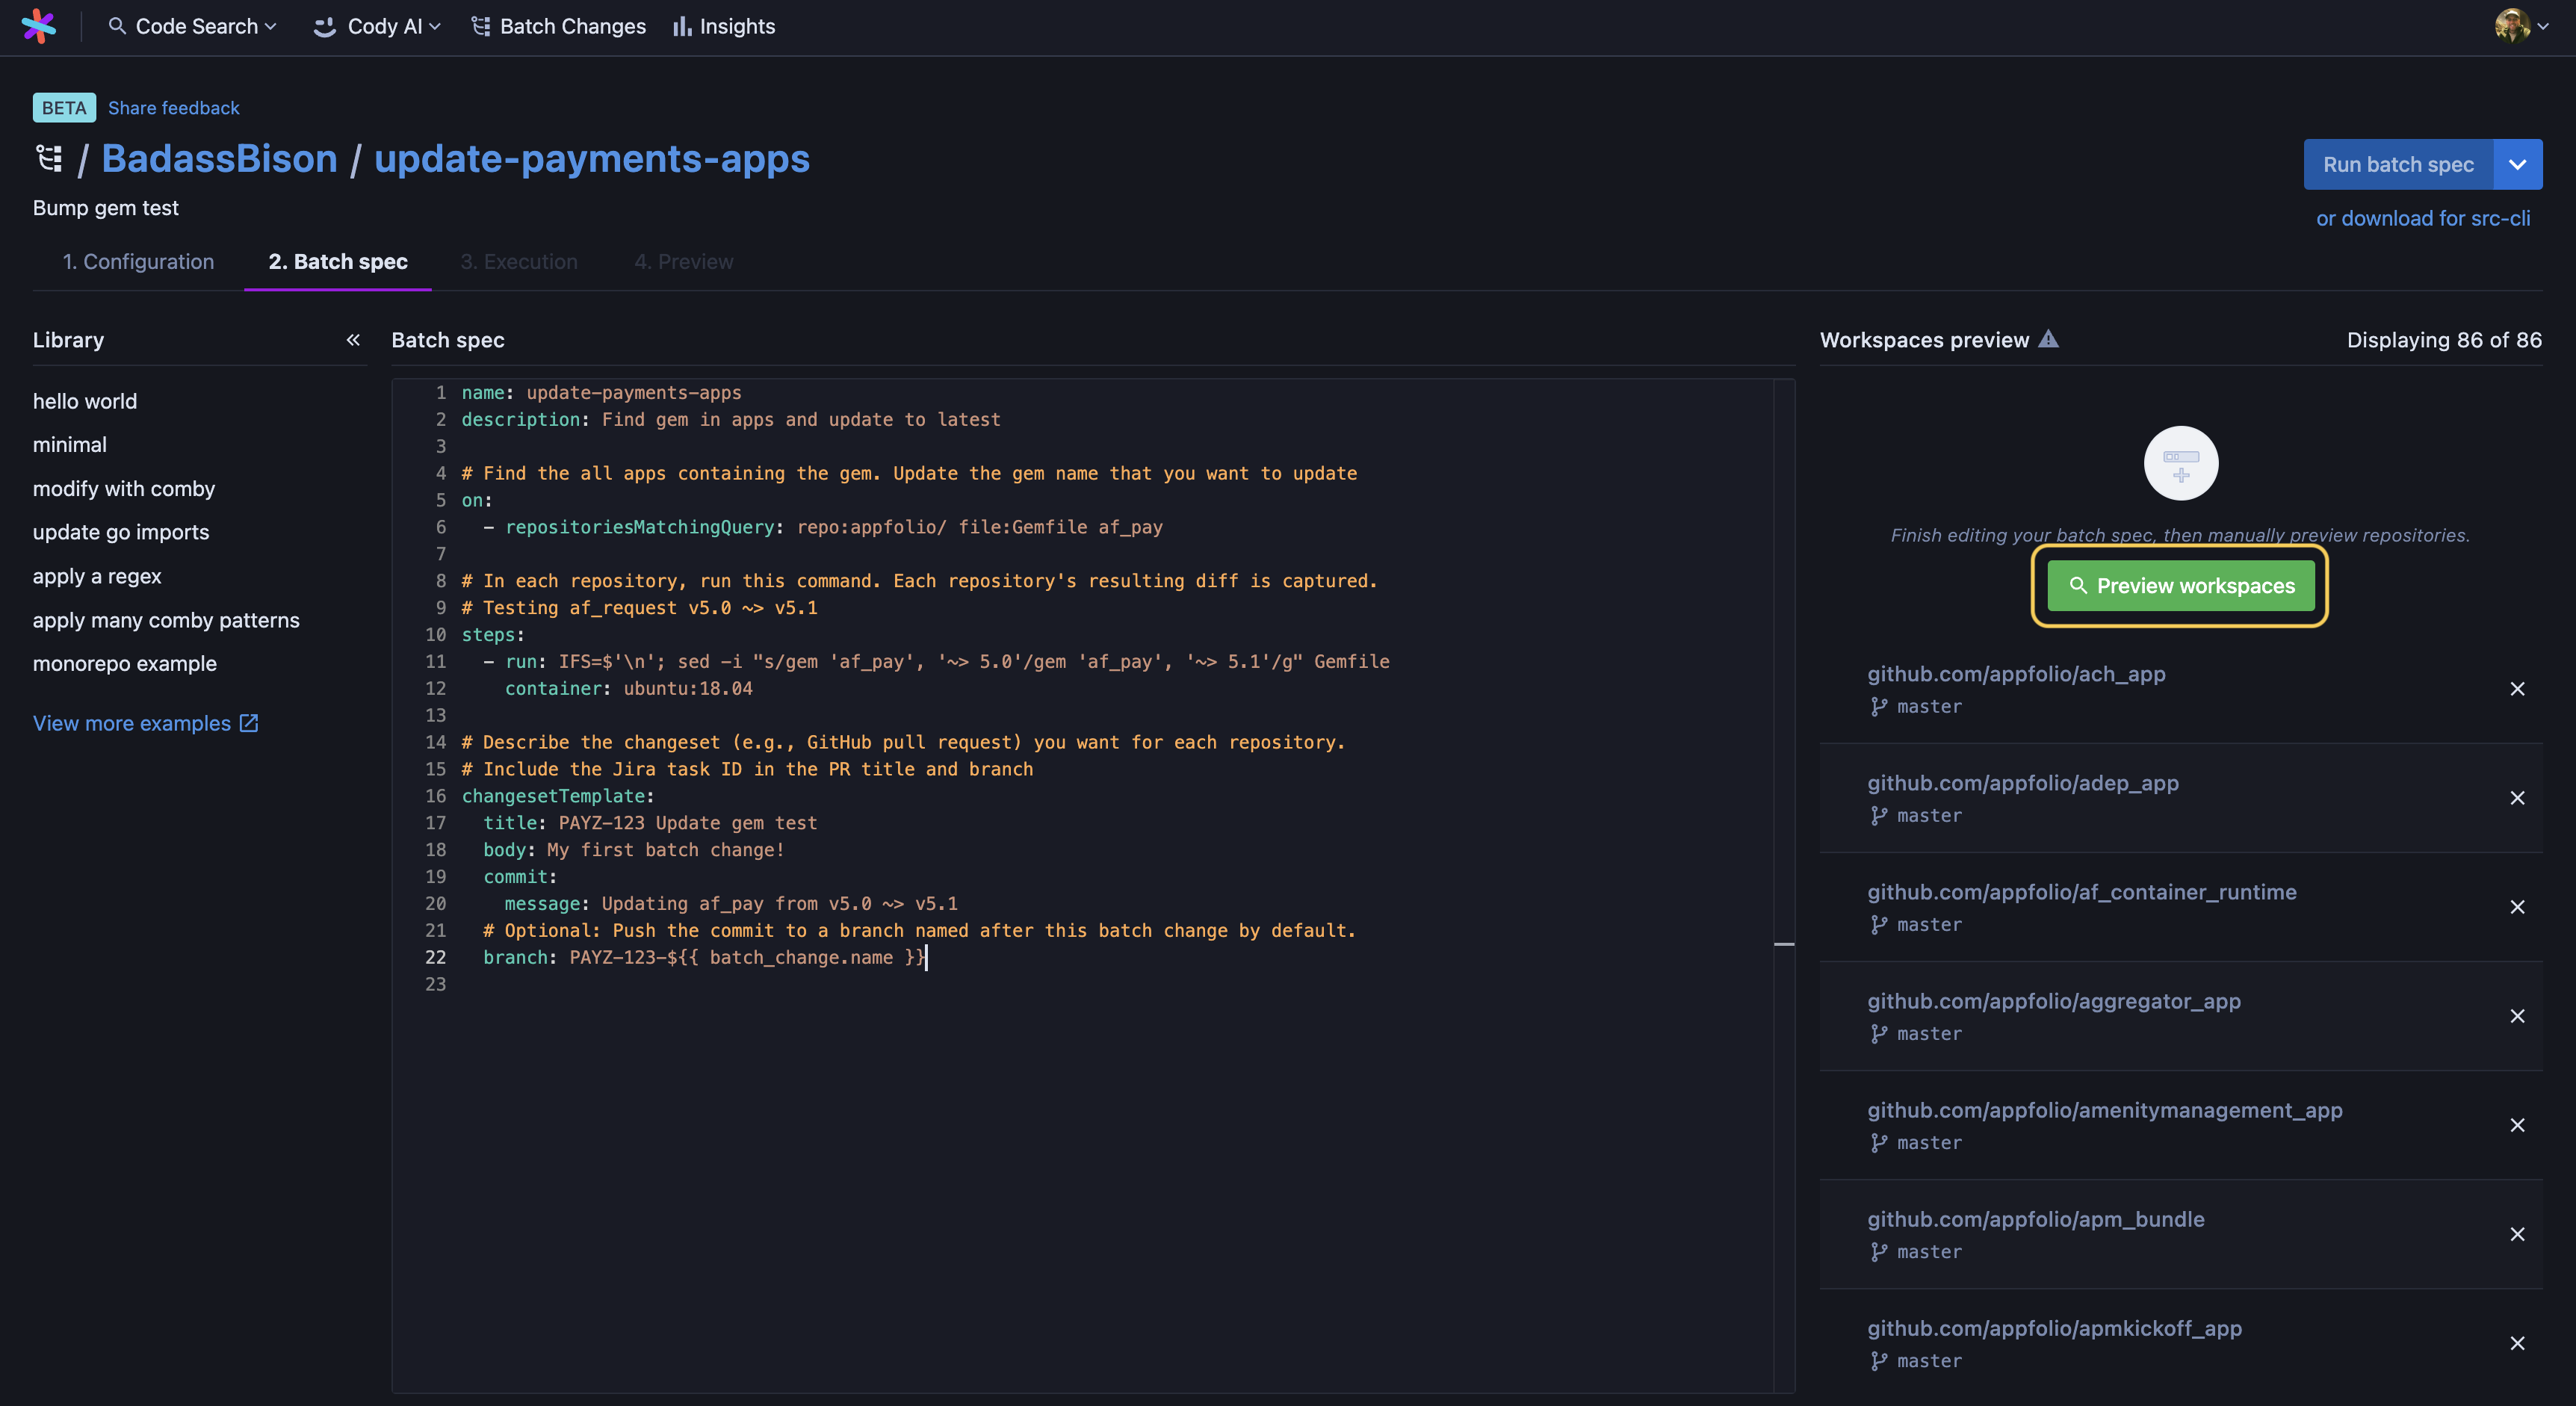 Code Search
Cody AI
Batch Changes
Insights
BETA
Share feedback
/ BadassBison / update-payments-apps
Bump gem test
Run batch spec
or download for src-cli
1. Configuration
2. Batch spec
3. Execution
4. Preview
Library
hello world
minimal
modify with comby
update go imports
apply a regex
apply many comby patterns
monorepo example
View more examples
Batch spec
1 name: update-payments-apps
2 description: Find gem in apps and update to latest
3
4 # Find the all apps containing the gem. Update the gem name that you want to update
5 on:
6   - repositoriesMatchingQuery: repo:appfolio/ file:Gemfile af_pay
7
8 # In each repository, run this command. Each repository's resulting diff is captured.
9 # Testing af_request v5.0 ~> v5.1
10 steps:
11   - run: IFS=$'\n'; sed -i "s/gem 'af_pay', '~> 5.0'/gem 'af_pay', '~> 5.1'/g" Gemfile
12     container: ubuntu:18.04
13
14 # Describe the changeset (e.g., GitHub pull request) you want for each repository.
15 # Include the Jira task ID in the PR title and branch
16 changesetTemplate:
17   title: PAYZ-123 Update gem test
18   body: My first batch change!
19   commit:
20     message: Updating af_pay from v5.0 ~> v5.1
21   # Optional: Push the commit to a branch named after this batch change by default.
22   branch: PAYZ-123-${{ batch_change.name }}
23
Workspaces preview
Displaying 86 of 86
Finish editing your batch spec, then manually preview repositories.
Preview workspaces
github.com/appfolio/ach_app
master
github.com/appfolio/adep_app
master
github.com/appfolio/af_container_runtime
master
github.com/appfolio/aggregator_app
master
github.com/appfolio/amenitymanagement_app
master
github.com/appfolio/apm_bundle
master
github.com/appfolio/apmkickoff_app
master